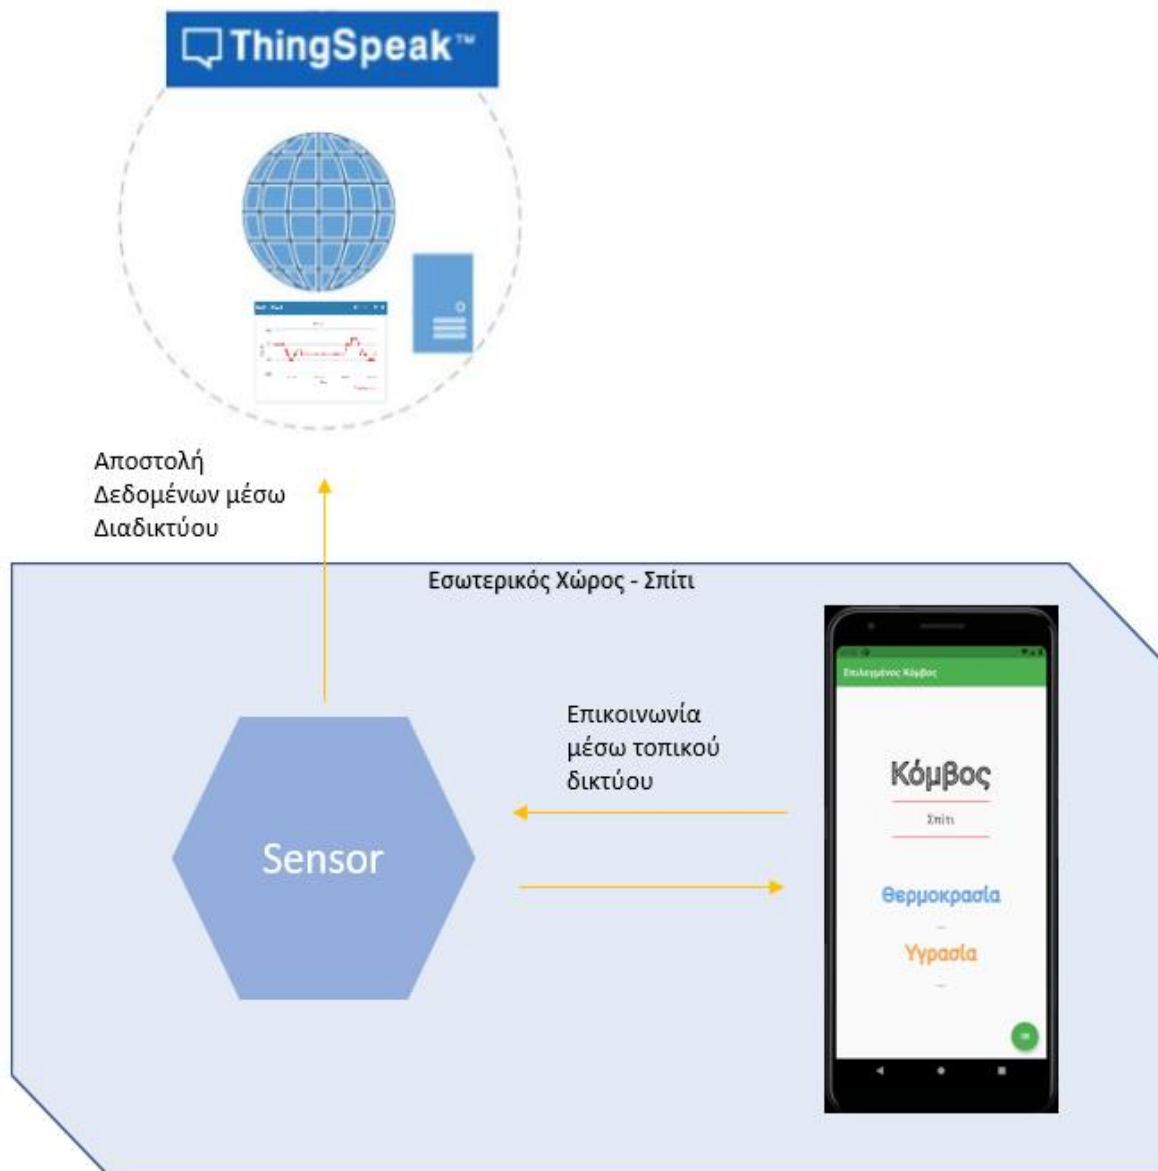 ThingSpeak™
Αποστολή
Δεδομένων μέσω
Διαδικτύου
Εσωτερικός Χώρος - Σπίτι
Επιλεγμένος Κόμβος
Επικοινωνία
μέσω τοπικού
δικτύου
Κόμβος
Σπίτι
Sensor
Θερμοκρασία
Υγρασία